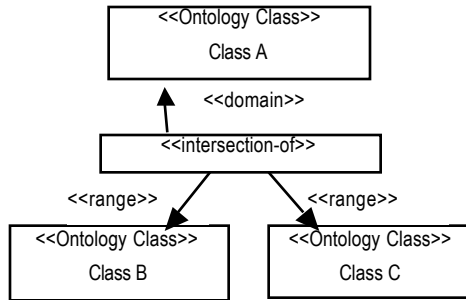 <<Ontology Class>>
Class A
<<domain>>
<<intersection-of>>
<<range>>
<<range>>
<<Ontology Class>>
Class B
<<Ontology Class>>
Class C